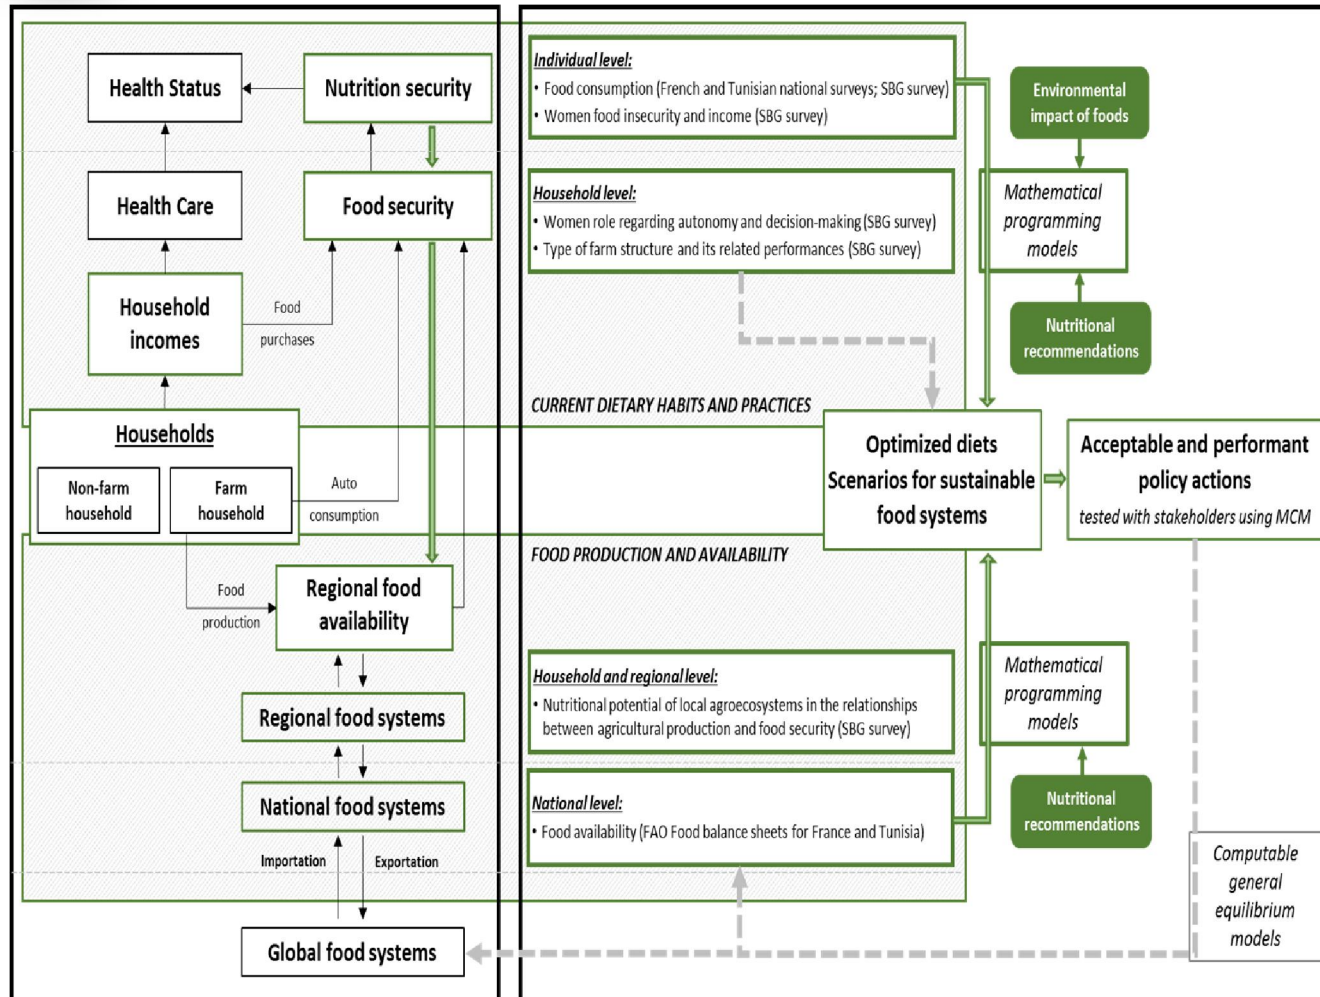 Health Status
Nutrition security
Health Care
Food security
Household
incomes
Food
purchases
Households
Non-farm
household
Farm
household
Auto
consumption
Food
production
Regional food
availability
Regional food systems
National food systems
Importation
Exportation
Global food systems
Individual level:
• Food consumption (French and Tunisian national surveys; SBG survey)
• Women food insecurity and income (SBG survey)
Household level:
• Women role regarding autonomy and decision-making (SBG survey)
• Type of farm structure and its related performances (SBG survey)
CURRENT DIETARY HABITS AND PRACTICES
Environmental
impact of foods
Mathematical
programming
models
Nutritional
recommendations
Optimized diets
Scenarios for sustainable
food systems
Acceptable and performant
policy actions
tested with stakeholders using MCM
FOOD PRODUCTION AND AVAILABILITY
Household and regional level:
• Nutritional potential of local agroecosystems in the relationships
between agricultural production and food security (SBG survey)
National level:
• Food availability (FAO Food balance sheets for France and Tunisia)
Mathematical
programming
models
Nutritional
recommendations
Computable
general
equilibrium
models